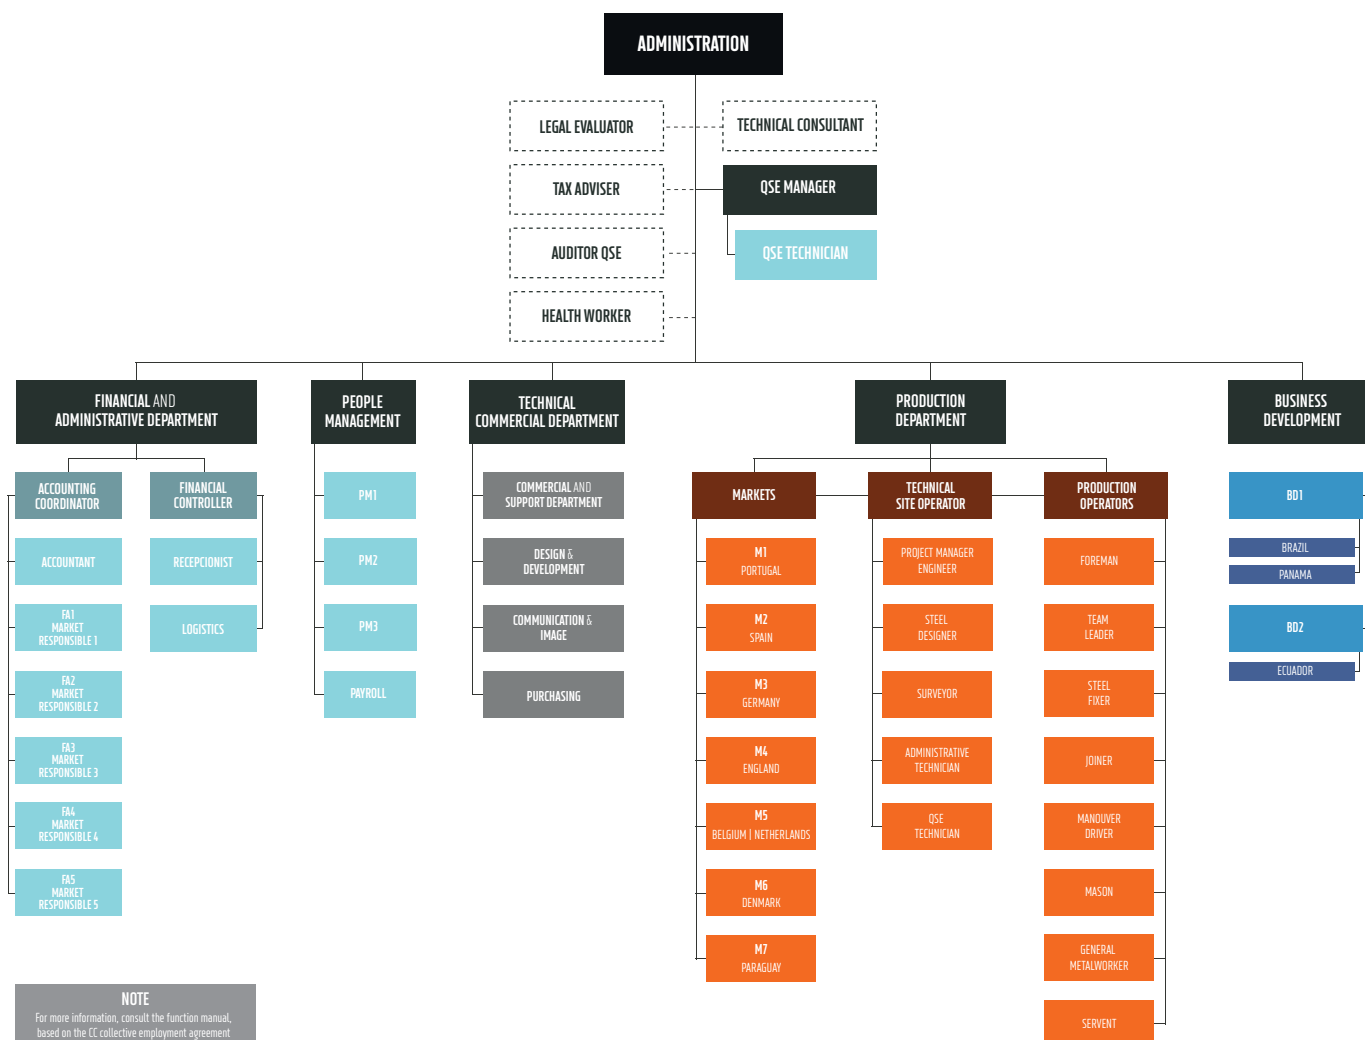 ADMINISTRATION
LEGAL EVALUATOR
TECHNICAL CONSULTANT
TAX ADVISER
QSE MANAGER
AUDITOR QSE
QSE TECHNICIAN
HEALTH WORKER
FINANCIAL AND
ADMINISTRATIVE DEPARTMENT
PEOPLE
MANAGEMENT
TECHNICAL
COMMERCIAL DEPARTMENT
PRODUCTION
DEPARTMENT
BUSINESS
DEVELOPMENT
ACCOUNTING
COORDINATOR
ACCOUNTANT
FA1
MARKET
RESPONSIBLE 1
FA2
MARKET
RESPONSIBLE 2
FA3
MARKET
RESPONSIBLE 3
FA4
MARKET
RESPONSIBLE 4
FA5
MARKET
RESPONSIBLE 5
FINANCIAL
CONTROLLER
RECEPCIONIST
LOGISTICS
PM1
PM2
PM3
PAYROLL
COMMERCIAL AND
SUPPORT DEPARTMENT
DESIGN &
DEVELOPMENT
COMMUNICATION &
IMAGE
PURCHASING
MARKETS
M1
PORTUGAL
M2
SPAIN
M3
GERMANY
M4
ENGLAND
M5
BELGIUM | NETHERLANDS
M6
DENMARK
M7
PARAGUAY
TECHNICAL
SITE OPERATOR
PROJECT MANAGER
ENGINEER
STEEL
DESIGNER
SURVEYOR
ADMINISTRATIVE
TECHNICIAN
QSE
TECHNICIAN
PRODUCTION
OPERATORS
FOREMAN
TEAM
LEADER
STEEL
FIXER
JOINER
MANOUVER
DRIVER
MASON
GENERAL
METALWORKER
SERVENT
BD1
BRAZIL
PANAMA
BD2
ECUADOR
NOTE
For more information, consult the function manual,
based on the CC collective employment agreement